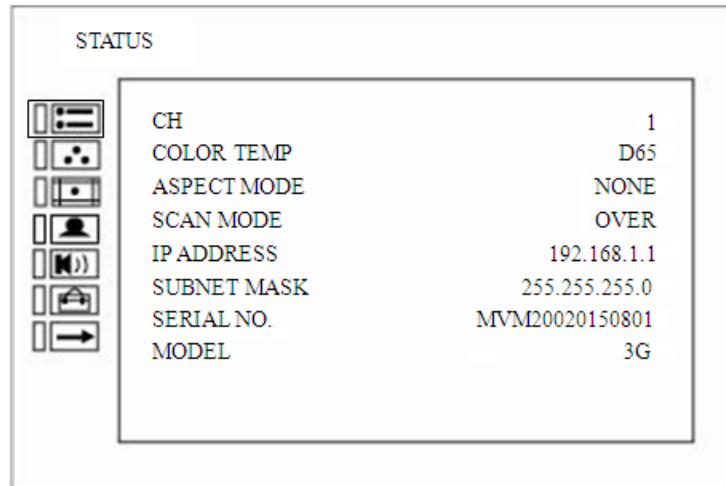 STATUS
CH 1
COLOR TEMP D65
ASPECT MODE NONE
SCAN MODE OVER
IP ADDRESS 192.168.1.1
SUBNET MASK 255.255.255.0
SERIAL NO. MVM20020150801
MODEL 3G